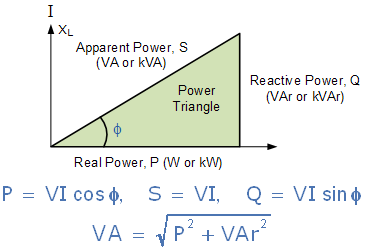 I
XL
Apparent Power, S
(VA or kVA)
Reactive Power, Q
(VAr or kVAr)
Power
Triangle
ϕ
Real Power, P (W or kW)
P = VI cos ϕ, S = VI, Q = VI sin ϕ
VA = √(P² + VAr²)